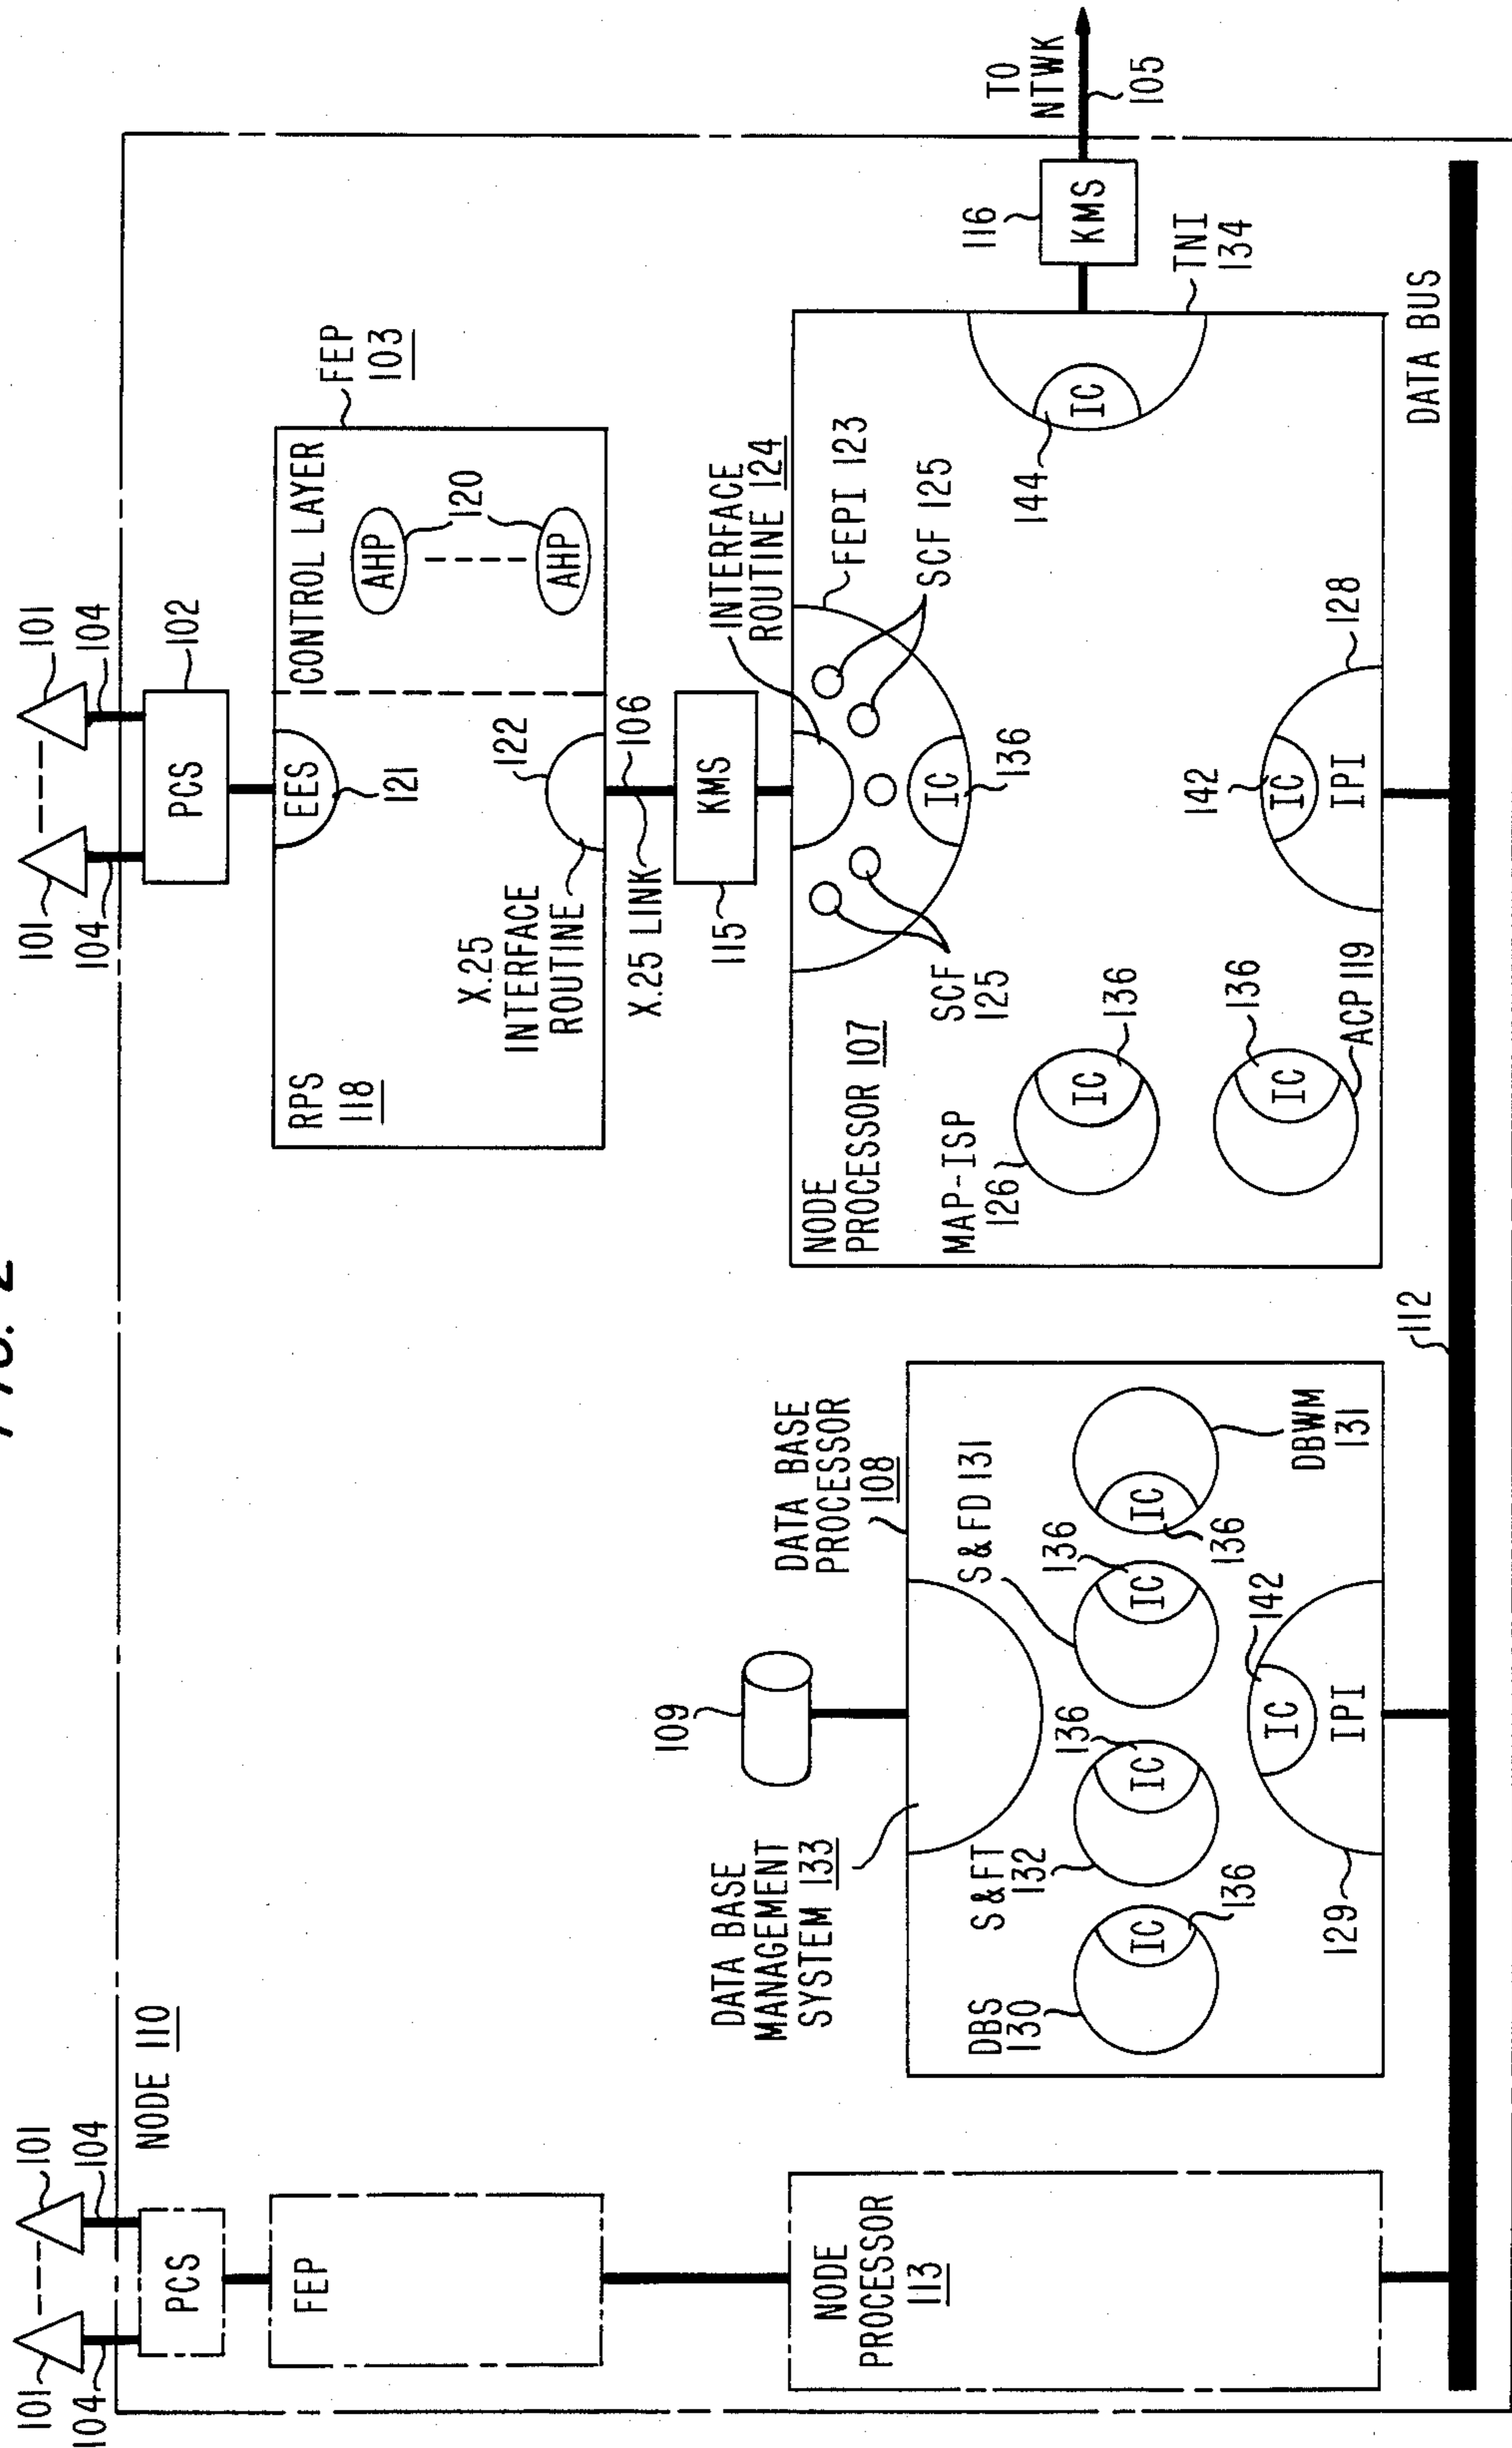 FIG. 2
101
104
101
104
NODE 110
PCS
FEP
NODE
PROCESSOR
113
101
104
101
104
PCS
102
EES
121
RPS
118
CONTROL LAYER
FEP
103
AHP
AHP
120
122
X.25
INTERFACE
ROUTINE
X.25 LINK
106
KMS
115
109
DATA BASE
MANAGEMENT
SYSTEM 133
DATA BASE
PROCESSOR
108
DBS
130
IC
136
S&FT
132
IC
136
S&FD 131
IC
136
IC
136
DBWM
131
129
IC
142
IPI
NODE
PROCESSOR 107
INTERFACE
ROUTINE 124
FEPI 123
SCF 125
SCF
125
IC
136
MAP-ISP
126
IC
136
IC
136
ACP 119
142
IC
IPI
128
144
IC
TNI
134
116
KMS
TO
NTWK
105
112
DATA BUS